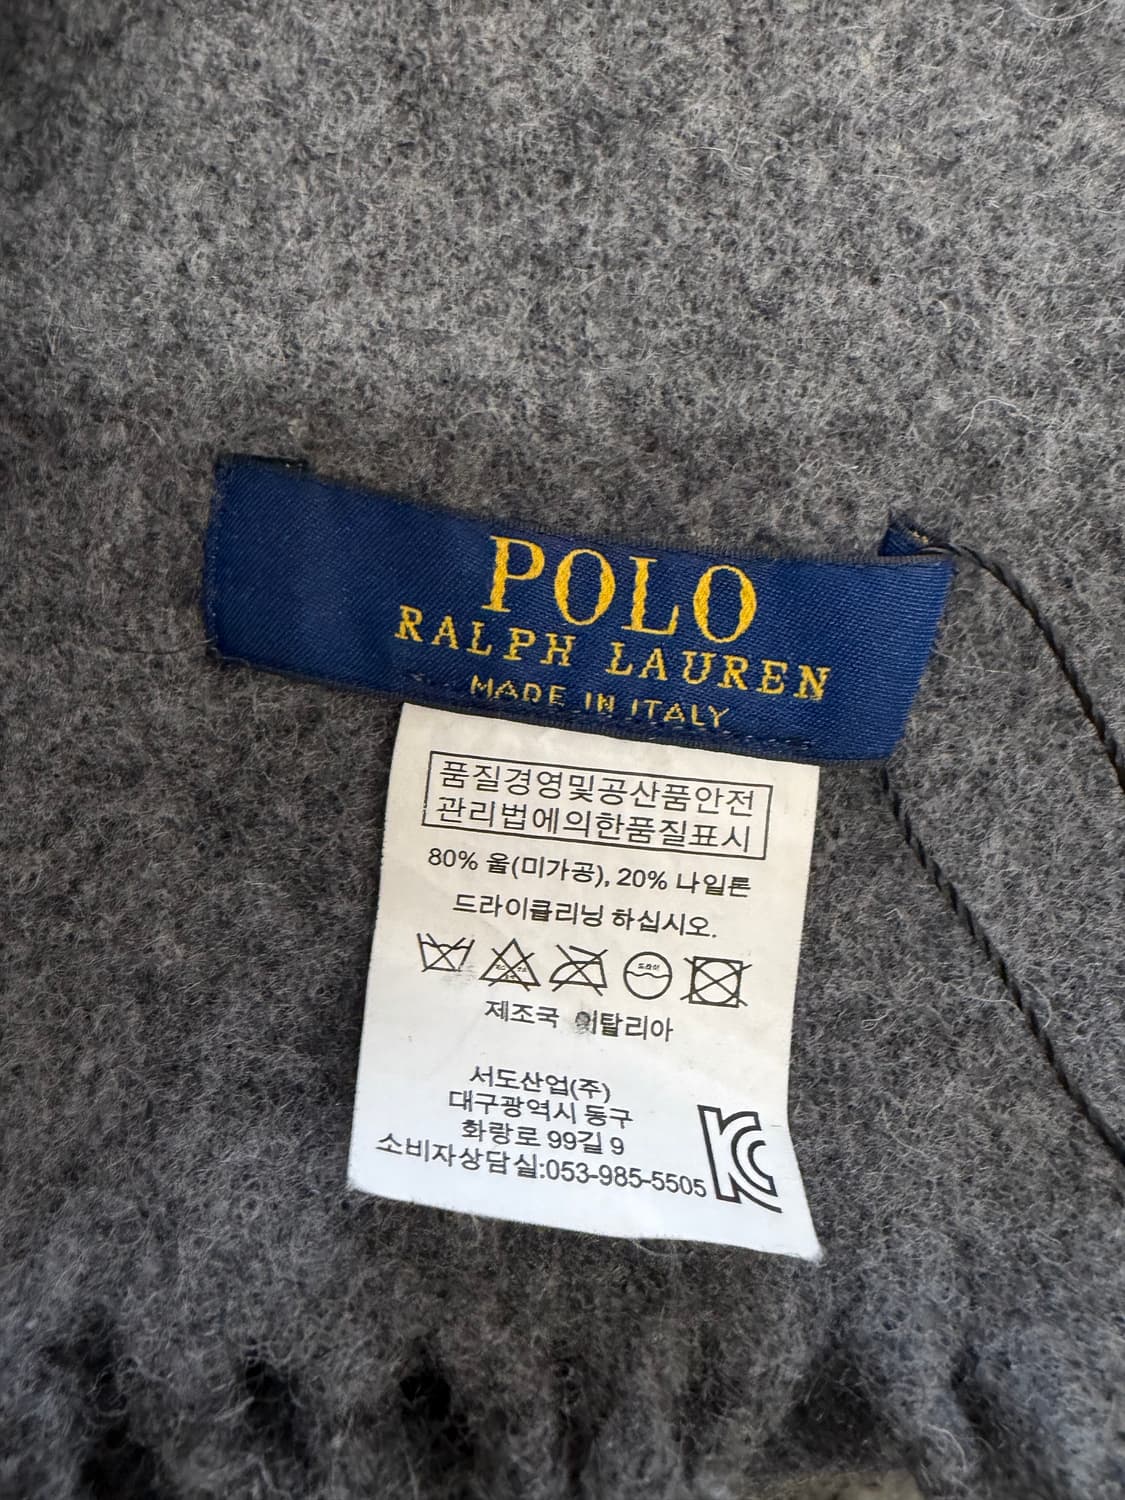 POLO
RALPH LAUREN
MADE IN ITALY
품질경영및공산품안전
관리법에의한품질표시
80% 울(미가공), 20% 나일론
드라이클리닝 하십시오.
드라이
제조국 이탈리아
서도산업(주)
대구광역시 동구
화랑로 99길 9
소비자상담실:053-985-5505
KC